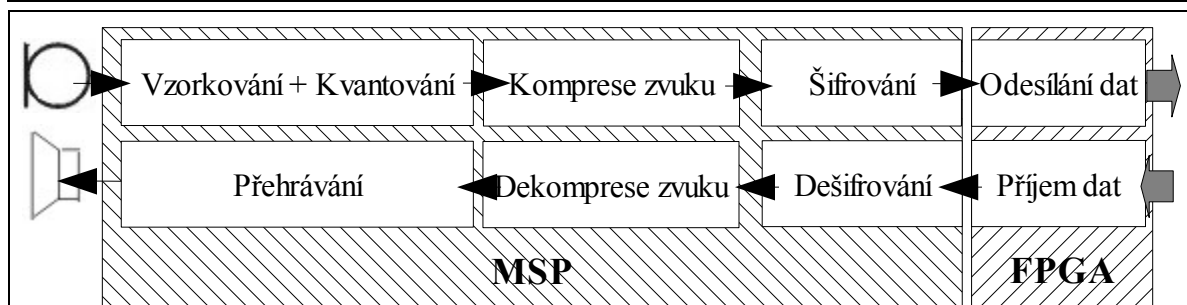 Vzorkování + Kvantování Komprese zvuku Šifrování Odesílání dat
Přehrávání Dekomprese zvuku Dešifrování Příjem dat
MSP FPGA